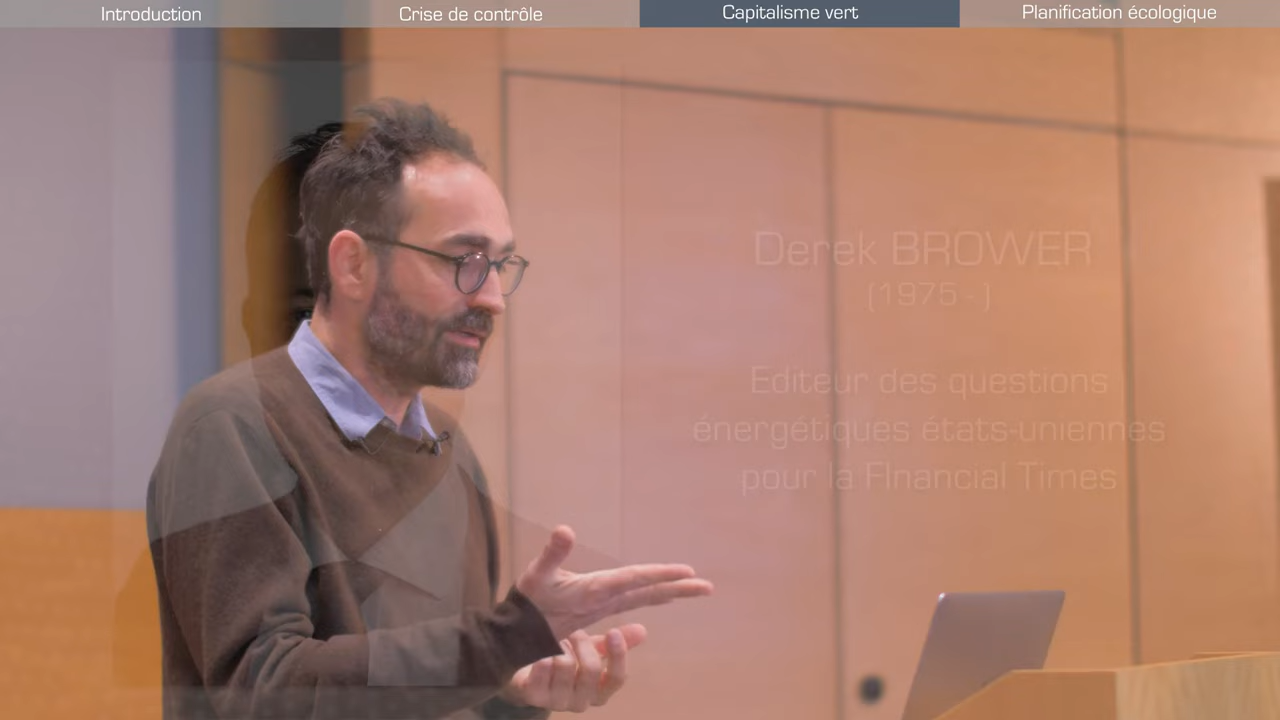 Introduction
Crise de contrôle
Capitalisme vert
Planification écologique
Derek BROWER
(1975 - )
Editeur des questions
énergétiques états-uniennes
pour la FInancial Times